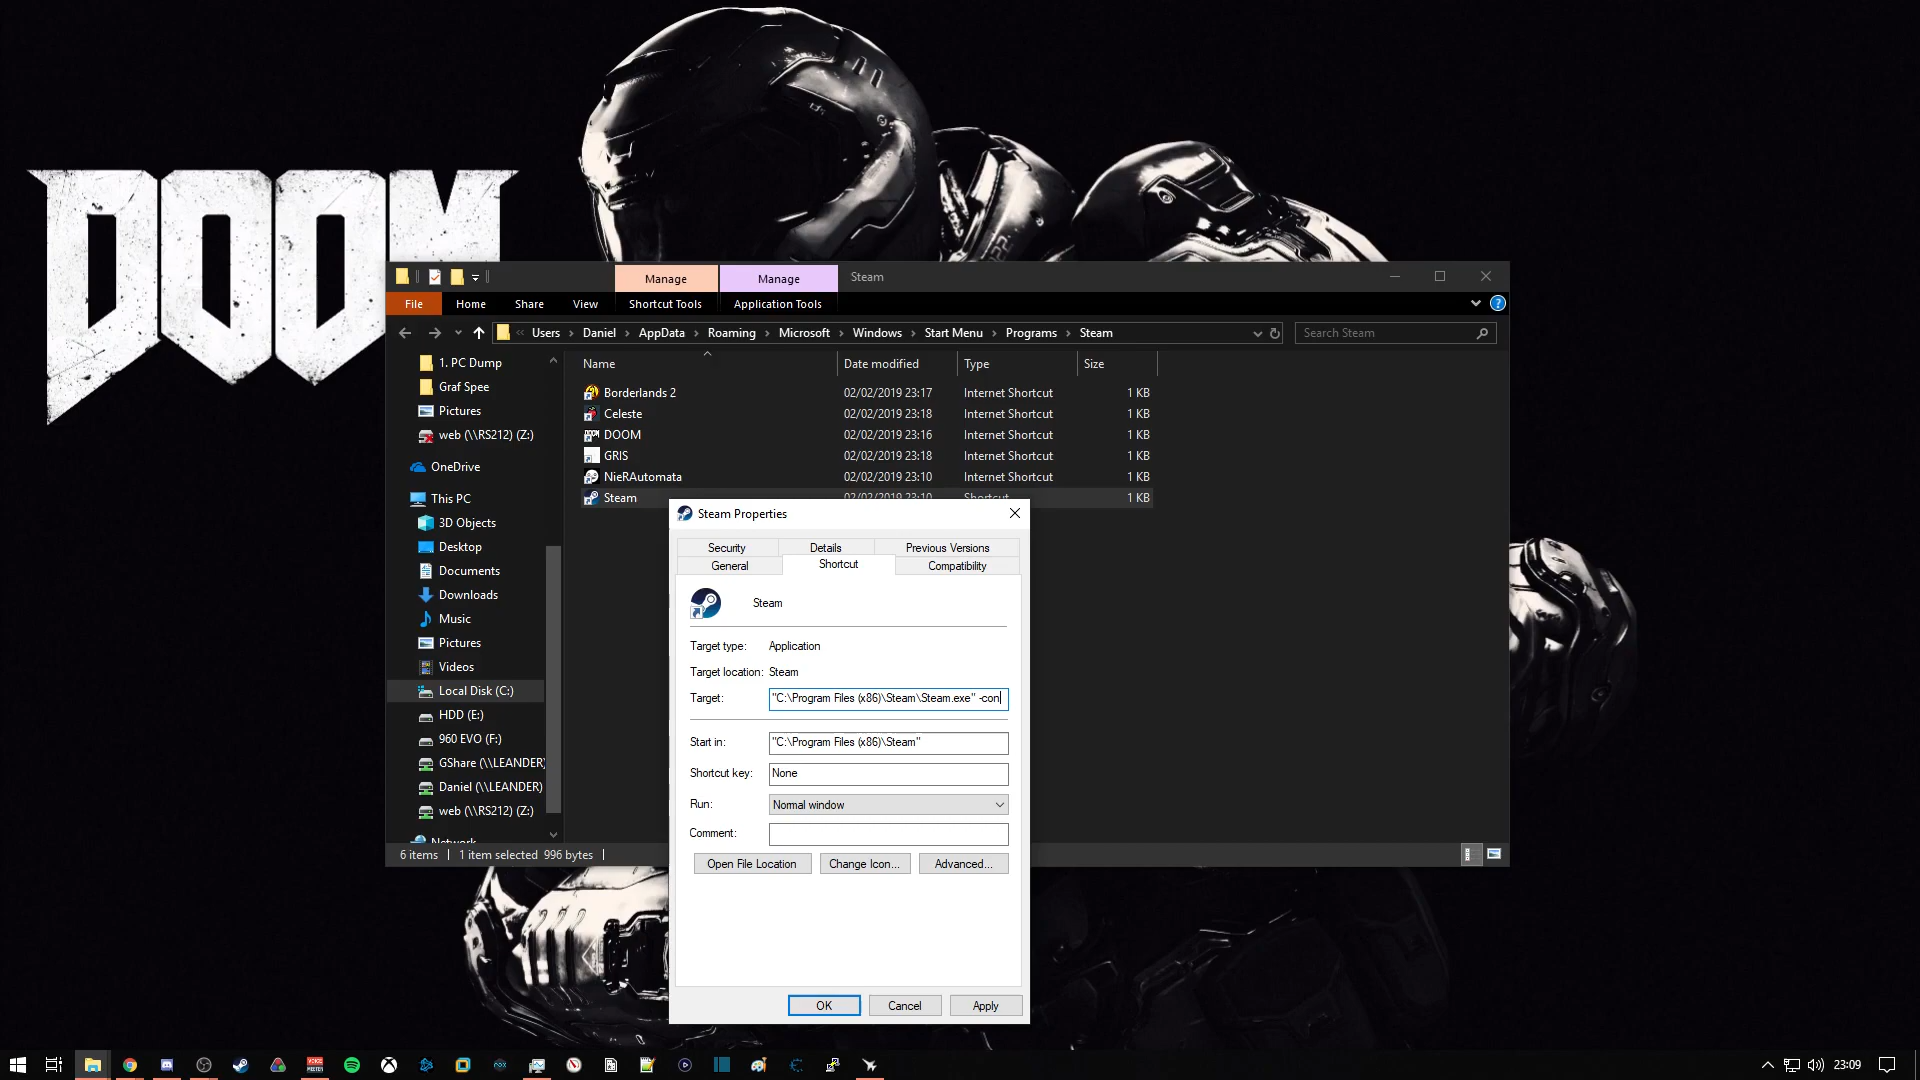 DOOM
Manage
Manage
Steam
File
Home
Share
View
Shortcut Tools
Application Tools
« Users > Daniel > AppData > Roaming > Microsoft > Windows > Start Menu > Programs > Steam
Search Steam
1. PC Dump
Graf Spee
Pictures
web (\\RS212) (Z:)
OneDrive
This PC
3D Objects
Desktop
Documents
Downloads
Music
Pictures
Videos
Local Disk (C:)
HDD (E:)
960 EVO (F:)
GShare (\\LEANDER)
Daniel (\\LEANDER)
web (\\RS212) (Z:)
Network
Name Date modified Type Size
Borderlands 2 02/02/2019 23:17 Internet Shortcut 1 KB
Celeste 02/02/2019 23:18 Internet Shortcut 1 KB
DOOM 02/02/2019 23:16 Internet Shortcut 1 KB
GRIS 02/02/2019 23:18 Internet Shortcut 1 KB
NieRAutomata 02/02/2019 23:10 Internet Shortcut 1 KB
Steam 02/02/2019 23:10 Shortcut 1 KB
6 items 1 item selected 996 bytes
Steam Properties
Security Details Previous Versions
General Shortcut Compatibility
Steam
Target type: Application
Target location: Steam
Target: "C:\Program Files (x86)\Steam\Steam.exe" -con
Start in: "C:\Program Files (x86)\Steam"
Shortcut key: None
Run: Normal window
Comment:
Open File Location Change Icon... Advanced...
OK Cancel Apply
23:09